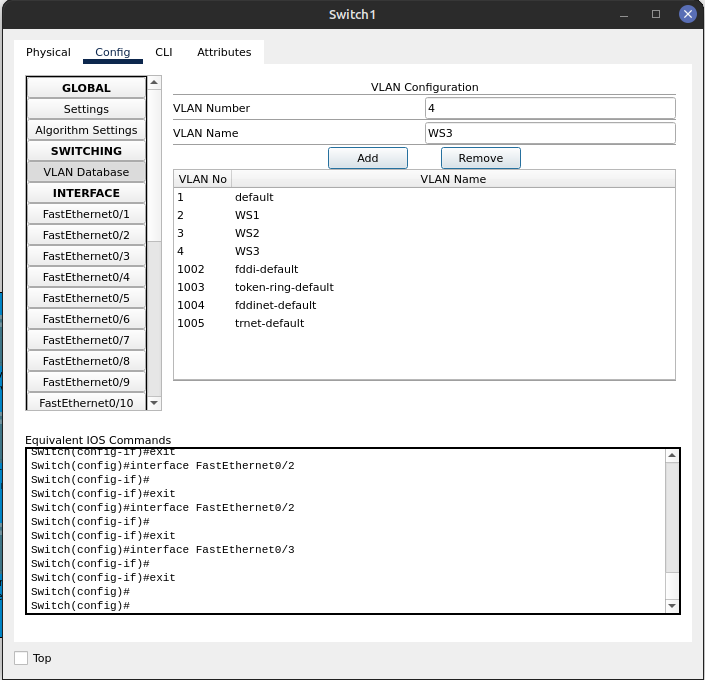 Switch1
Physical Config CLI Attributes
GLOBAL
Settings
Algorithm Settings
SWITCHING
VLAN Database
INTERFACE
FastEthernet0/1
FastEthernet0/2
FastEthernet0/3
FastEthernet0/4
FastEthernet0/5
FastEthernet0/6
FastEthernet0/7
FastEthernet0/8
FastEthernet0/9
FastEthernet0/10
VLAN Configuration
VLAN Number 4
VLAN Name WS3
Add Remove
VLAN No VLAN Name
1 default
2 WS1
3 WS2
4 WS3
1002 fddi-default
1003 token-ring-default
1004 fddinet-default
1005 trnet-default
Equivalent IOS Commands
Switch(config-if)#exit
Switch(config)#interface FastEthernet0/2
Switch(config-if)#
Switch(config-if)#exit
Switch(config)#interface FastEthernet0/2
Switch(config-if)#
Switch(config-if)#exit
Switch(config)#interface FastEthernet0/3
Switch(config-if)#
Switch(config-if)#exit
Switch(config)#
Switch(config)#
Top